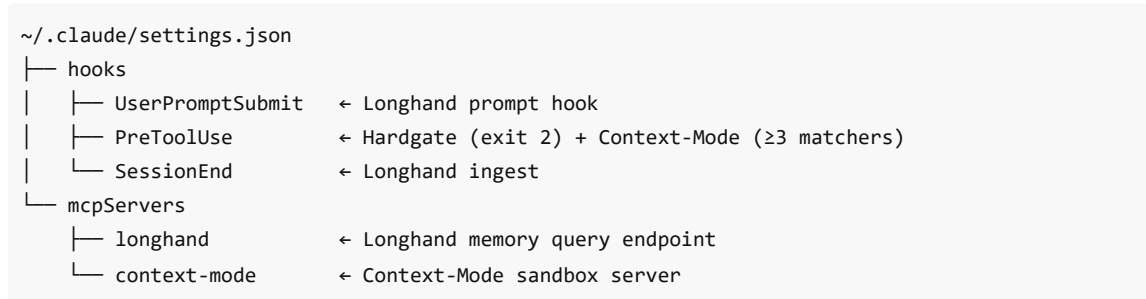 ~/.claude/settings.json
├── hooks
│   ├── UserPromptSubmit   ← Longhand prompt hook
│   ├── PreToolUse         ← Hardgate (exit 2) + Context-Mode (≥3 matchers)
│   └── SessionEnd         ← Longhand ingest
└── mcpServers
    ├── longhand           ← Longhand memory query endpoint
    └── context-mode       ← Context-Mode sandbox server